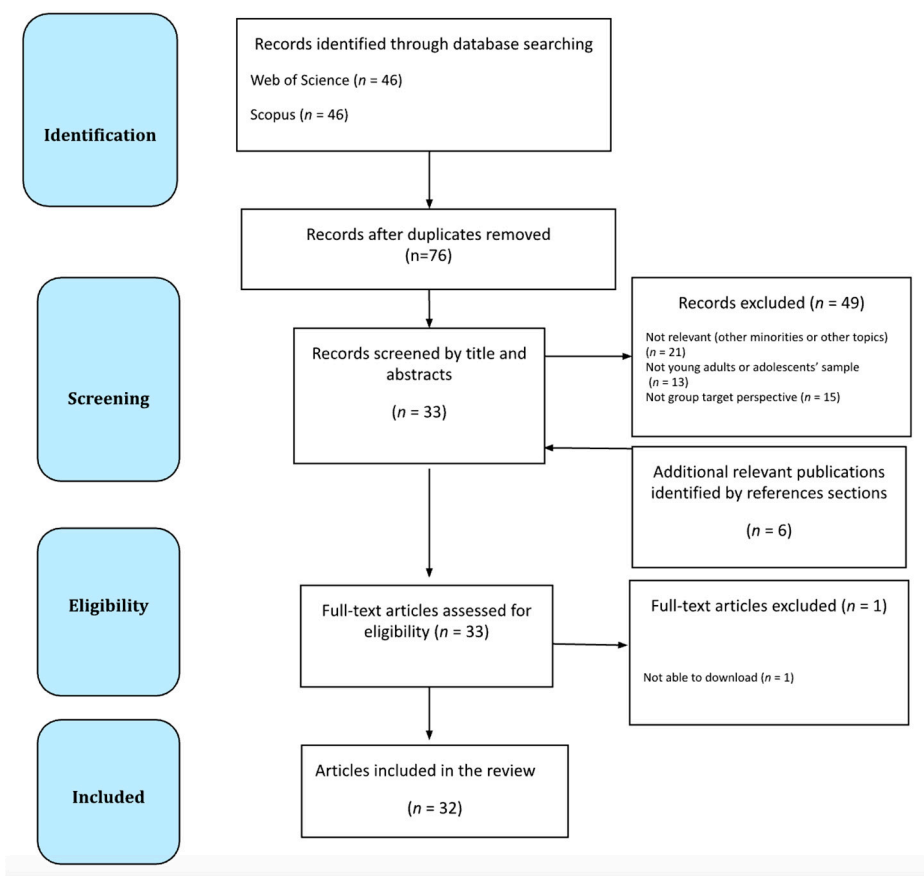 Identification
Records identified through database searching
Web of Science (n = 46)
Scopus (n = 46)
Records after duplicates removed
(n=76)
Screening
Records screened by title and
abstracts
(n = 33)
Records excluded (n = 49)
Not relevant (other minorities or other topics)
(n = 21)
Not young adults or adolescents’ sample
(n = 13)
Not group target perspective (n = 15)
Additional relevant publications
identified by references sections
(n = 6)
Eligibility
Full-text articles assessed for
eligibility (n = 33)
Full-text articles excluded (n = 1)
Not able to download (n = 1)
Included
Articles included in the review
(n = 32)